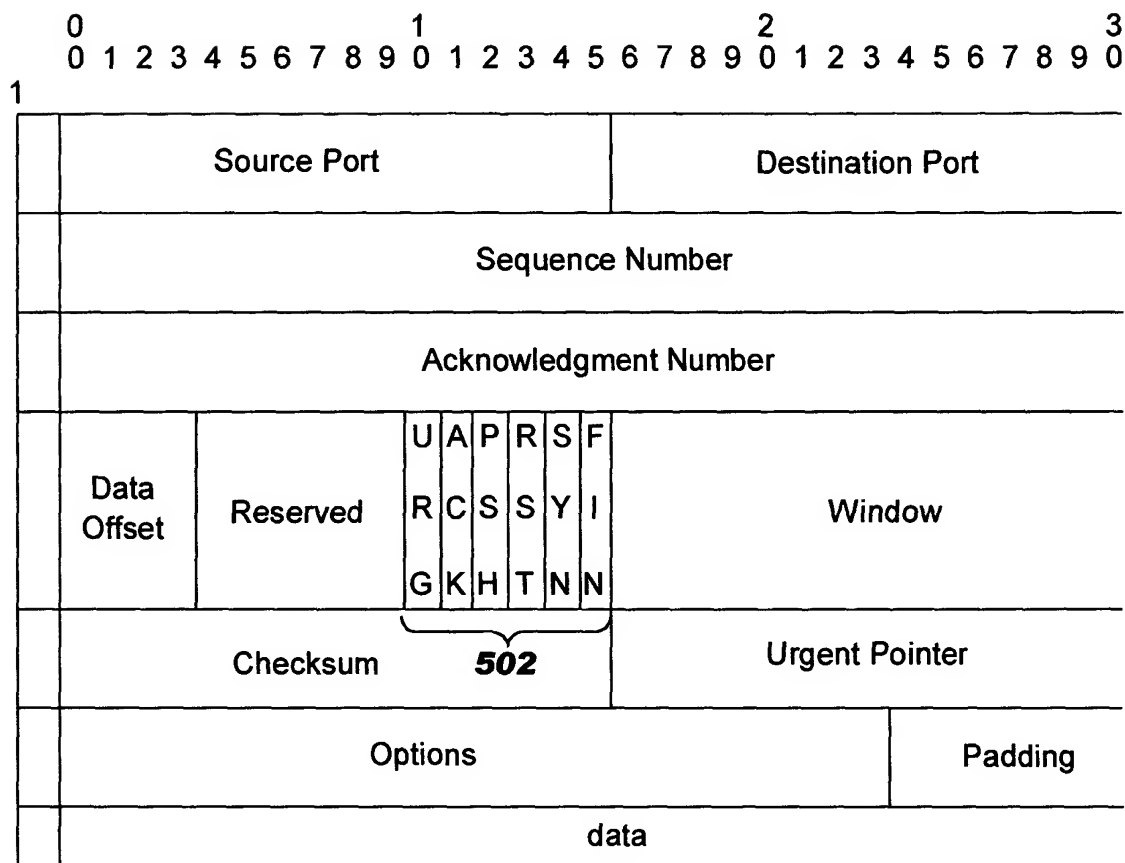 0 1 2 3
0 1 2 3 4 5 6 7 8 9 0 1 2 3 4 5 6 7 8 9 0 1 2 3 4 5 6 7 8 9 0
1
Source Port Destination Port
Sequence Number
Acknowledgment Number
U A P R S F
Data
Offset Reserved R C S S Y I Window
G K H T N N
Checksum 502 Urgent Pointer
Options Padding
data